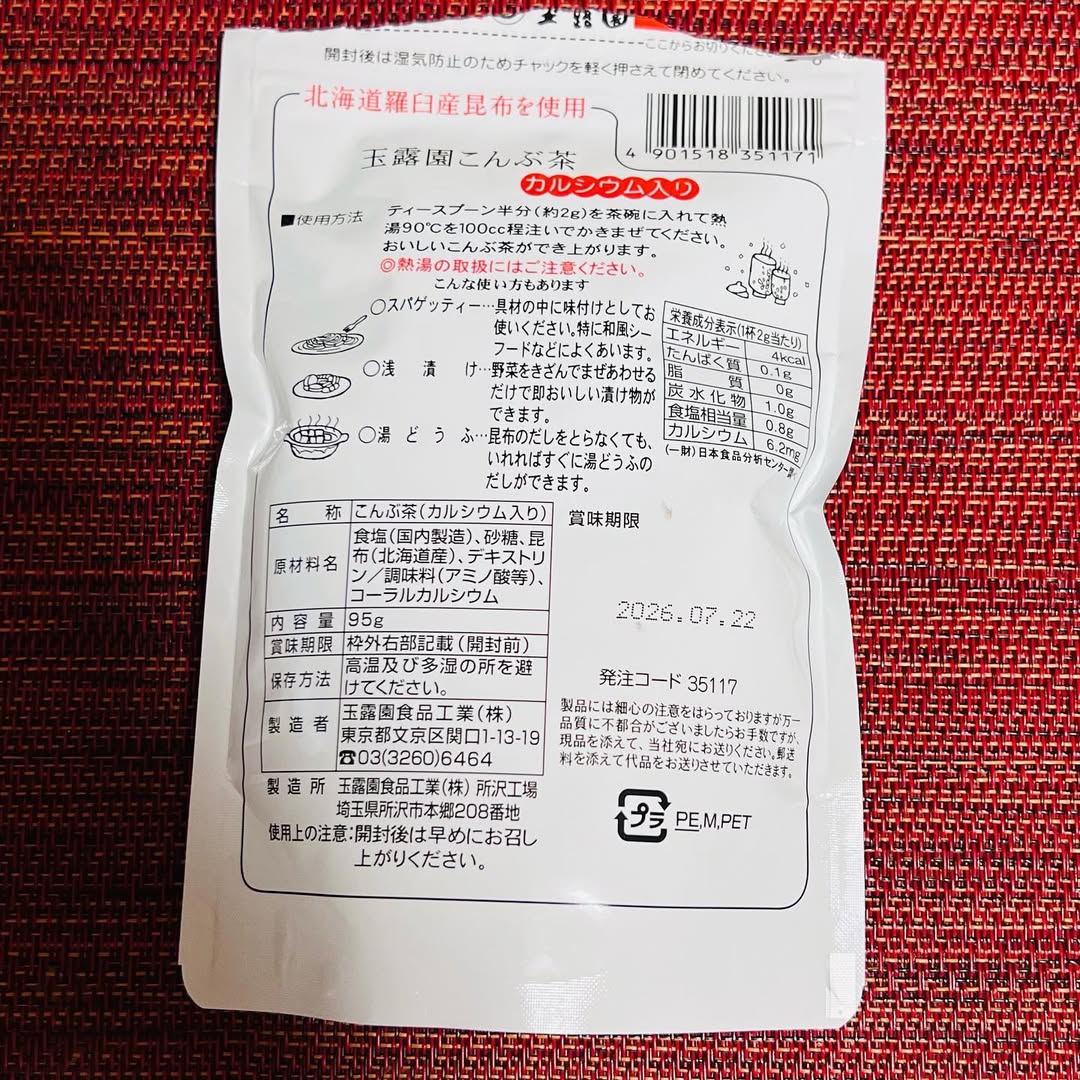 ここからお切りくださ
開封後は湿気防止のためチャックを軽く押さえて閉めてください。
北海道羅臼産昆布を使用
4 901518 351171
玉露園こんぶ茶
カルシウム入り
■使用方法
ティースプーン半分(約2g)を茶碗に入れて熱
湯90℃を100cc程注いでかきまぜてください。
おいしいこんぶ茶ができ上がります。
◎熱湯の取扱にはご注意ください。
こんな使い方もあります
○スパゲッティー…具材の中に味付けとしてお
使いください。特に和風シー
フードなどによくあいます。
○浅漬け…野菜をきざんでまぜあわせる
だけで即おいしい漬け物が
できます。
○湯どうふ…昆布のだしをとらなくても、
いれればすぐに湯どうふの
だしができます。
栄養成分表示(1杯2g当たり)
エネルギー 4kcal
たんぱく質 0.1g
脂質 0g
炭水化物 1.0g
食塩相当量 0.8g
カルシウム 6.2mg
(一財)日本食品分析センター
名称 こんぶ茶(カルシウム入り)
原材料名 食塩(国内製造)、砂糖、昆
布(北海道産)、デキストリ
ン/調味料(アミノ酸等)、
コーラルカルシウム
内容量 95g
賞味期限 枠外右部記載(開封前)
保存方法 高温及び多湿の所を避
けてください。
製造者 玉露園食品工業(株)
東京都文京区関口1-13-19
☎03(3260)6464
製造所 玉露園食品工業(株) 所沢工場
埼玉県所沢市本郷208番地
使用上の注意:開封後は早めにお召し
上がりください。
賞味期限
2026.07.22
発注コード 35117
製品には細心の注意をはらっておりますが万一
品質に不都合がございましたらお手数ですが、
現品を添えて、当社宛にお送りください。郵送
料を添えて代品をお送りさせていただきます。
プラ PE,M,PET